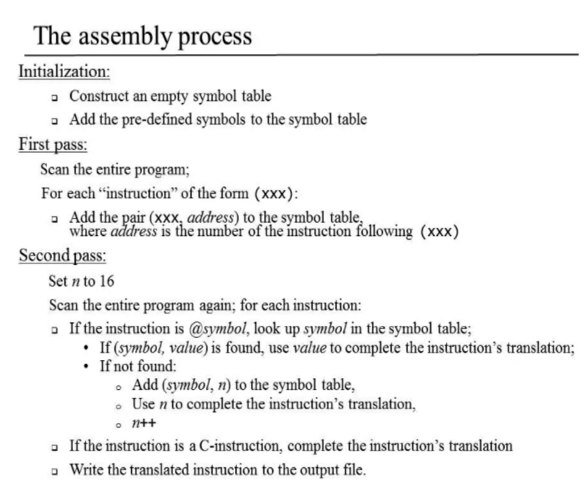 The assembly process
Initialization:
❑ Construct an empty symbol table
❑ Add the pre-defined symbols to the symbol table
First pass:
Scan the entire program;
For each “instruction” of the form (xxx):
❑ Add the pair (xxx, address) to the symbol table,
where address is the number of the instruction following (xxx)
Second pass:
Set n to 16
Scan the entire program again; for each instruction:
❑ If the instruction is @symbol, look up symbol in the symbol table;
• If (symbol, value) is found, use value to complete the instruction’s translation;
• If not found:
o Add (symbol, n) to the symbol table,
o Use n to complete the instruction’s translation,
o n++
❑ If the instruction is a C-instruction, complete the instruction’s translation
❑ Write the translated instruction to the output file.